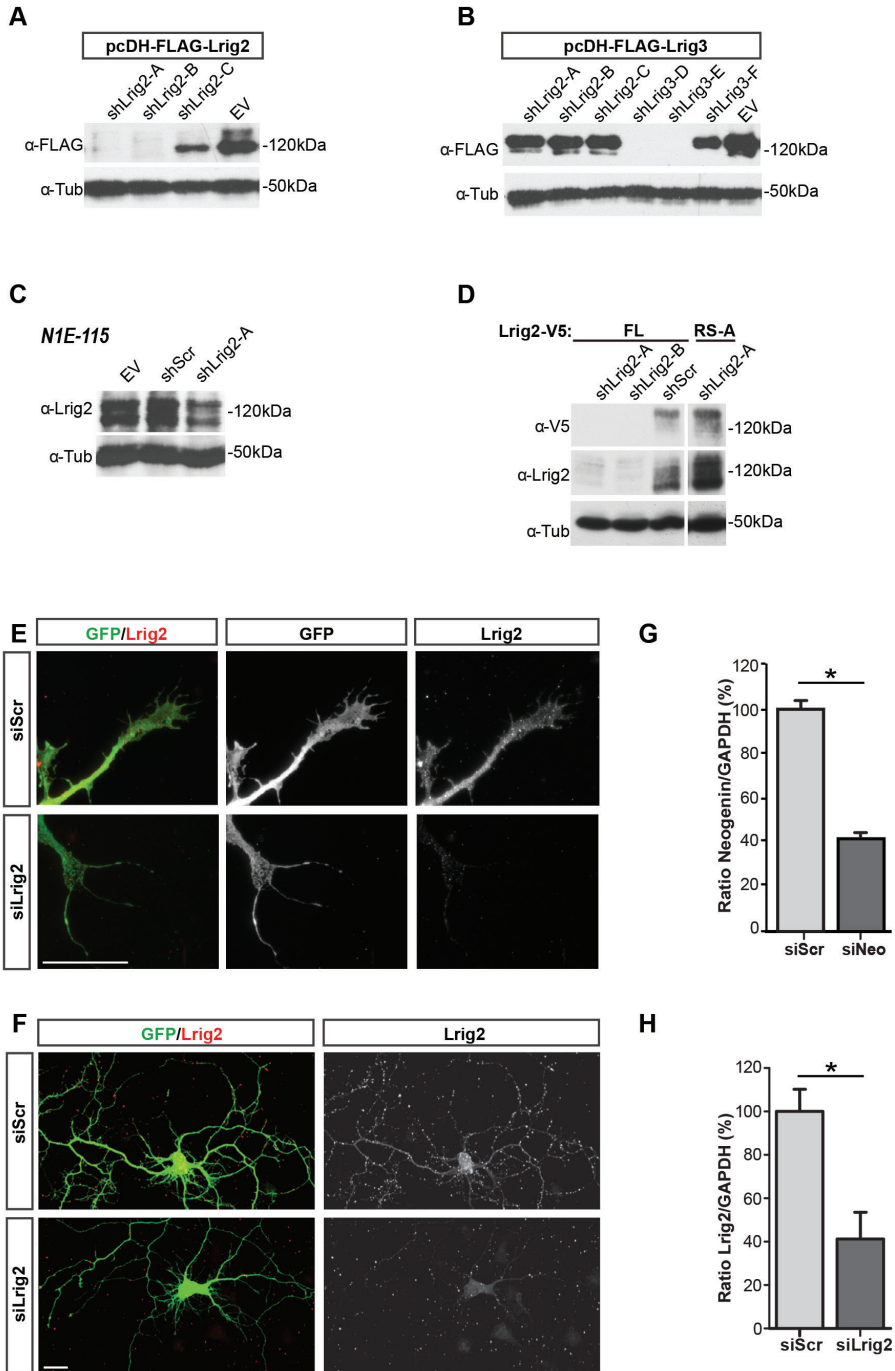 A
pcDH-FLAG-Lrig2
shLrig2-A
shLrig2-B
shLrig2-C
EV
α-FLAG
-120kDa
α-Tub
-50kDa
B
pcDH-FLAG-Lrig3
shLrig2-A
shLrig2-B
shLrig2-C
shLrig3-D
shLrig3-E
shLrig3-F
EV
α-FLAG
-120kDa
α-Tub
-50kDa
C
N1E-115
EV
shScr
shLrig2-A
α-Lrig2
-120kDa
α-Tub
-50kDa
D
Lrig2-V5: FL RS-A
shLrig2-A
shLrig2-B
shScr
shLrig2-A
α-V5
-120kDa
α-Lrig2
-120kDa
α-Tub
-50kDa
E
GFP/Lrig2 GFP Lrig2
siScr
siLrig2
G
Ratio Neogenin/GAPDH (%)
120
100
80
60
40
20
0
*
siScr siNeo
F
GFP/Lrig2 Lrig2
siScr
siLrig2
H
Ratio Lrig2/GAPDH (%)
120
100
80
60
40
20
0
*
siScr siLrig2